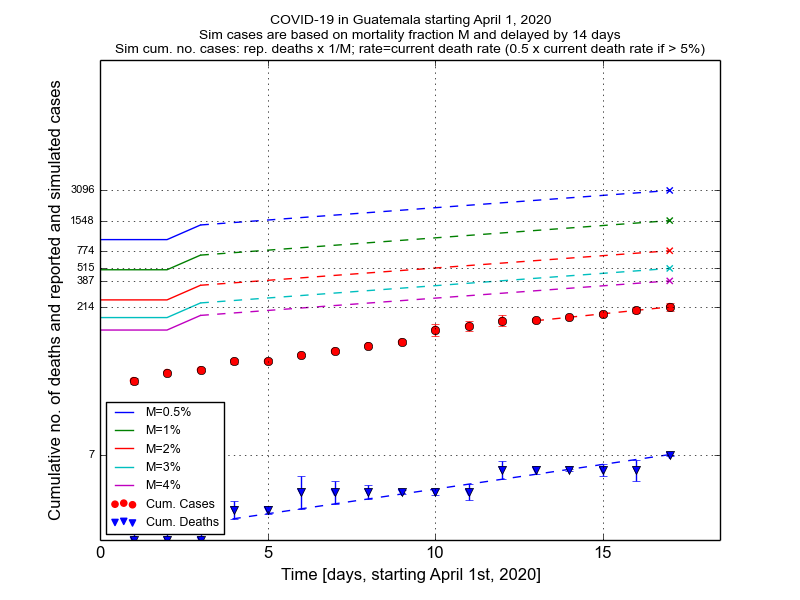 COVID-19 in Guatemala starting April 1, 2020
Sim cases are based on mortality fraction M and delayed by 14 days
Sim cum. no. cases: rep. deaths x 1/M; rate=current death rate (0.5 x current death rate if > 5%)
Cumulative no. of deaths and reported and simulated cases
3096
1548
774
515
387
214
7
M=0.5%
M=1%
M=2%
M=3%
M=4%
Cum. Cases
Cum. Deaths
0 5 10 15
Time [days, starting April 1st, 2020]